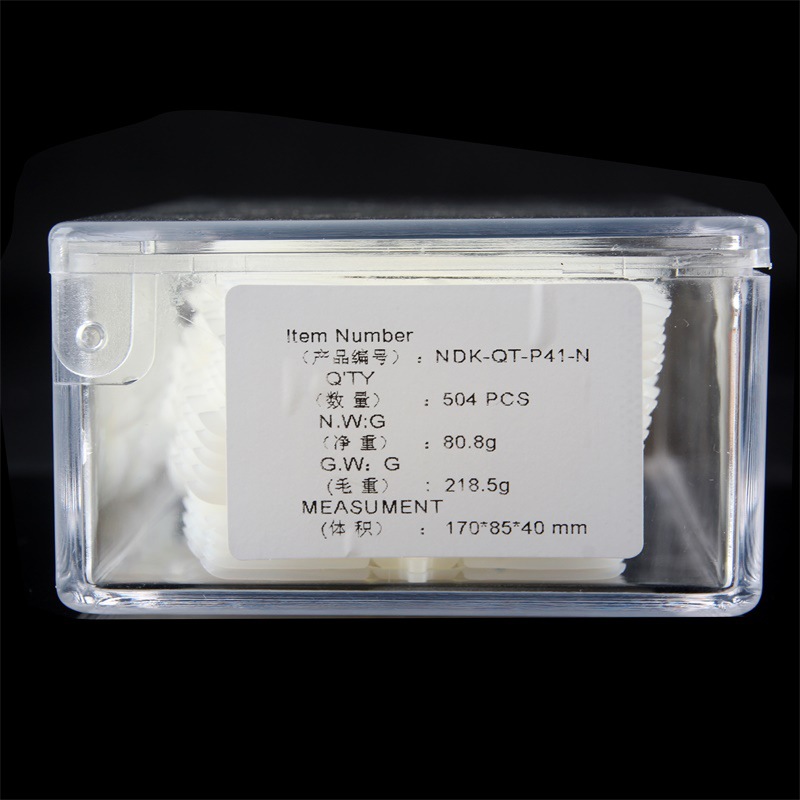 Item Number
（产品编号）：NDK-QT-P41-N
Q'TY
（数 量）：504 PCS
N.W:G
（净 重）：80.8g
G.W：G
(毛 重）：218.5g
MEASUMENT
(体 积）：170*85*40 mm